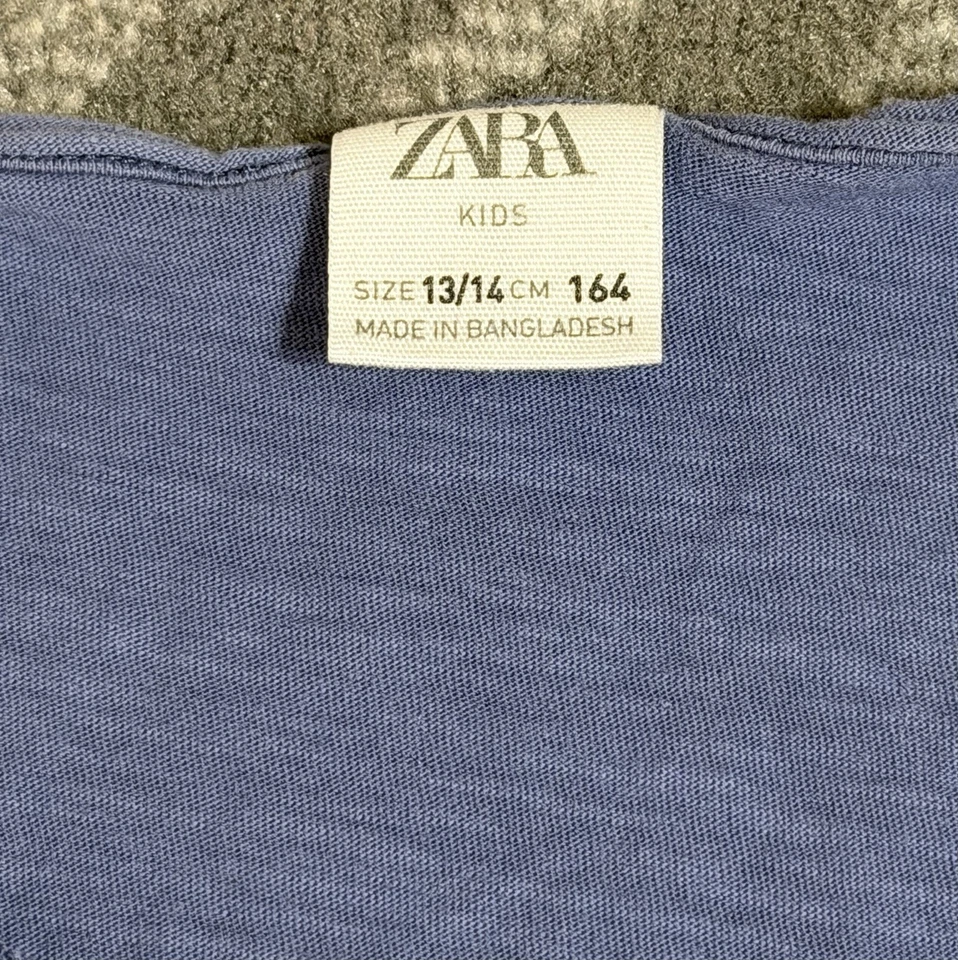 ZARA
KIDS
SIZE 13/14 CM 164
MADE IN BANGLADESH